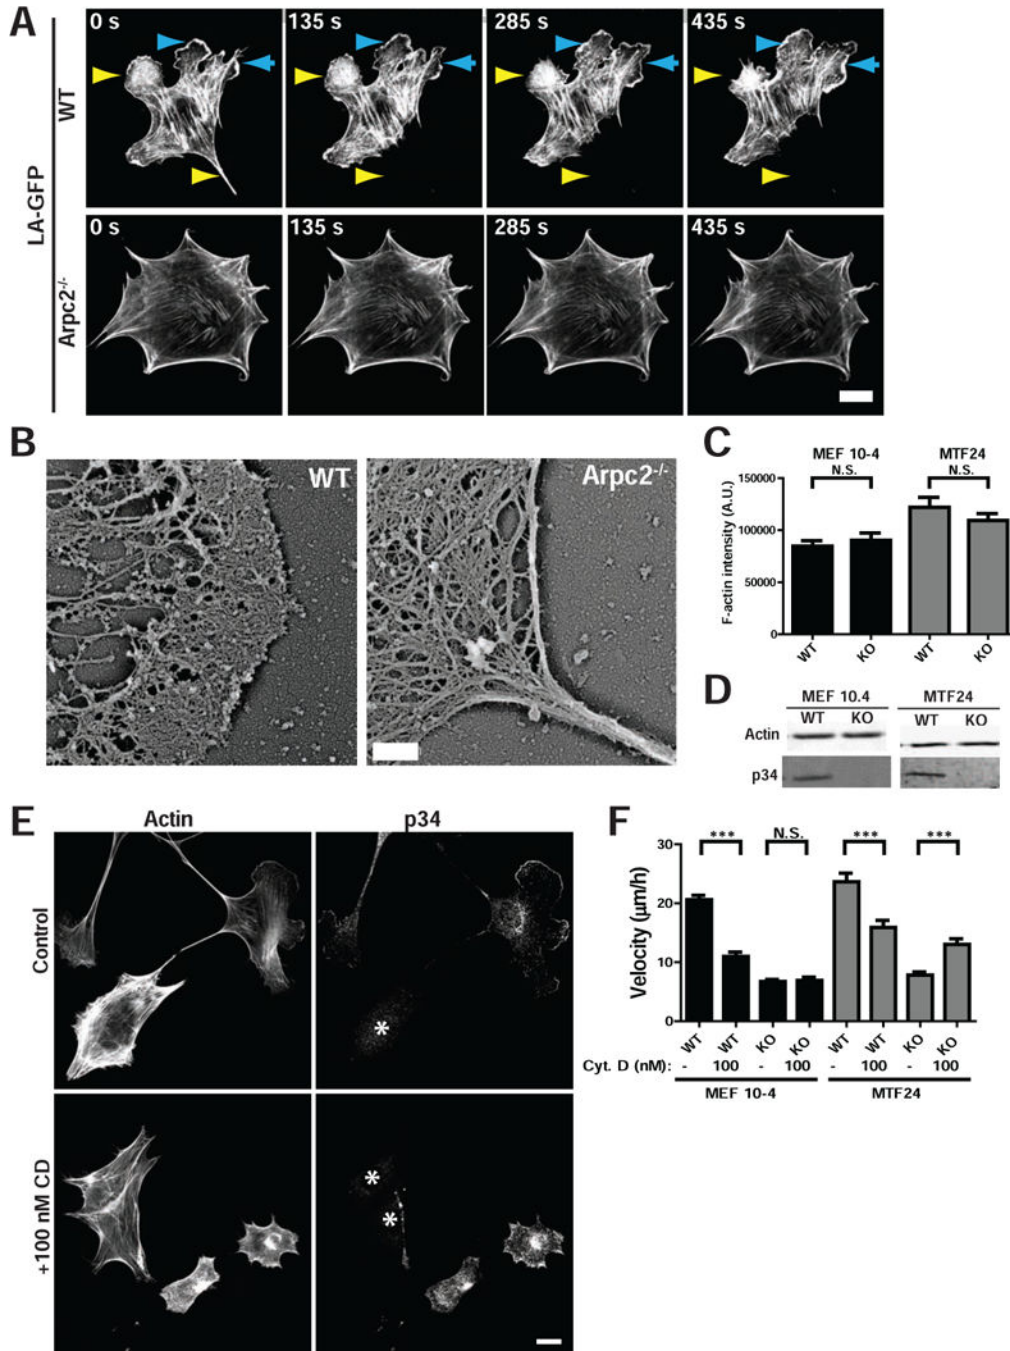 A
0 s
135 s
285 s
435 s
WT
LA-GFP
0 s
135 s
285 s
435 s
Arpc2-/-
B
WT
Arpc2-/-
C
MEF 10-4
MTF24
N.S.
N.S.
F-actin intensity (A.U.)
150000
100000
50000
0
WT
KO
WT
KO
D
MEF 10.4
MTF24
WT
KO
WT
KO
Actin
p34
E
Actin
p34
Control
*
+100 nM CD
*
*
F
***
N.S.
***
***
Velocity (µm/h)
30
20
10
0
WT
WT
KO
KO
WT
WT
KO
KO
Cyt. D (nM): - 100 - 100 - 100 - 100
MEF 10-4
MTF24